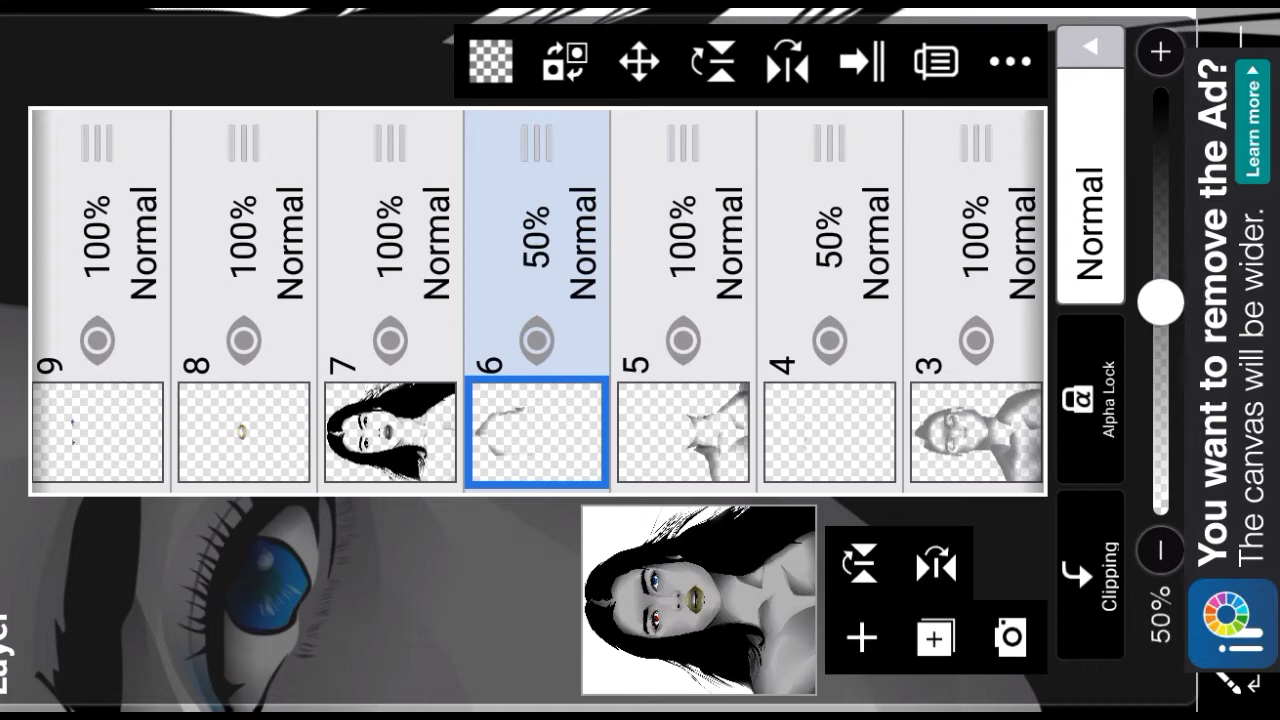 Layer
9
100%
Normal
8
100%
Normal
7
100%
Normal
6
50%
Normal
5
100%
Normal
4
50%
Normal
3
100%
Normal
Normal
α
Alpha Lock
Clipping
50%
iP
You want to remove the Ad?
The canvas will be wider.
Learn more